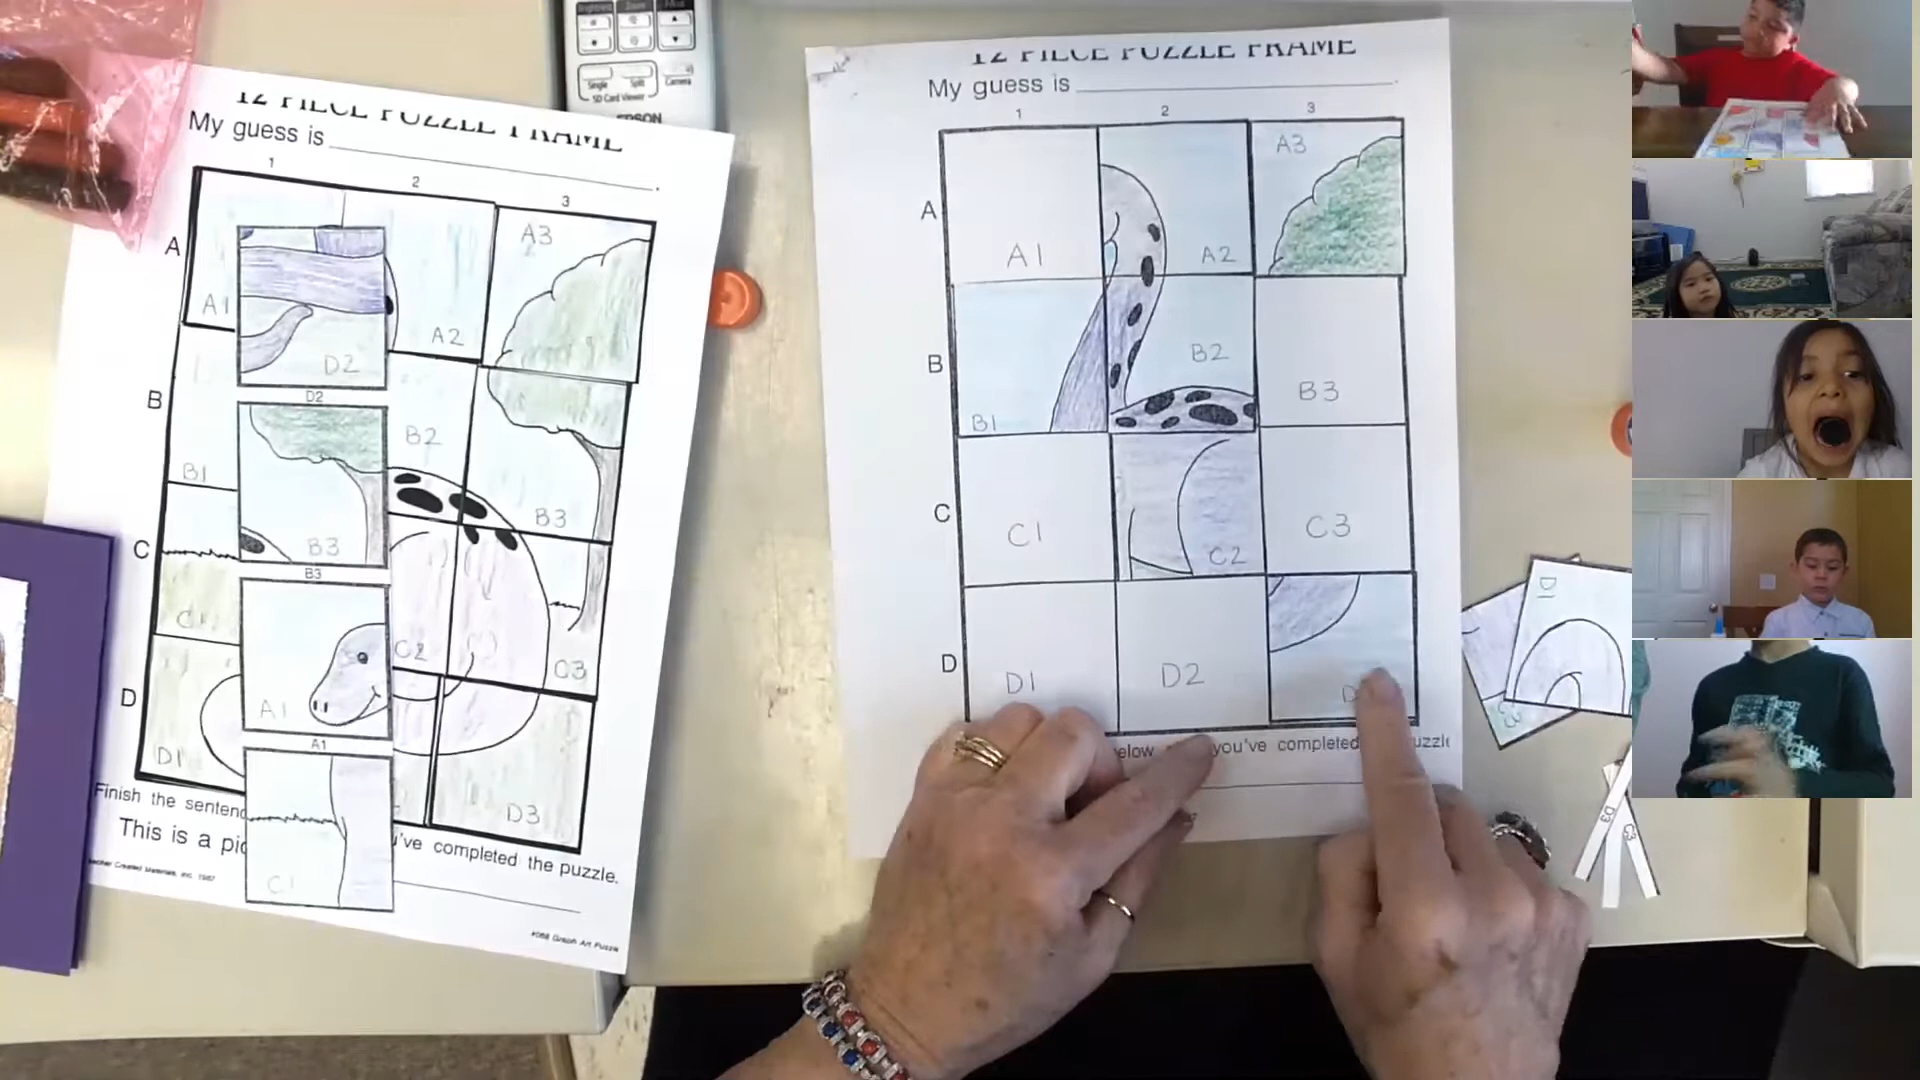 Single
Split
Camera
SD Card Viewer
EPSON
12 PIECE PUZZLE FRAME
My guess is
1
2
3
A
B
C
D
A1
A2
A3
B1
B2
B3
C1
C2
C3
D1
D3
D2
D2
B3
B3
A1
A1
C1
Finish the sentenc
This is a pic
u've completed the puzzle.
12 PIECE PUZZLE FRAME
My guess is
1
2
3
A
B
C
D
A1
A2
A3
B1
B2
B3
C1
C2
C3
D1
D2
elow
you've completed
D1
D3
C3